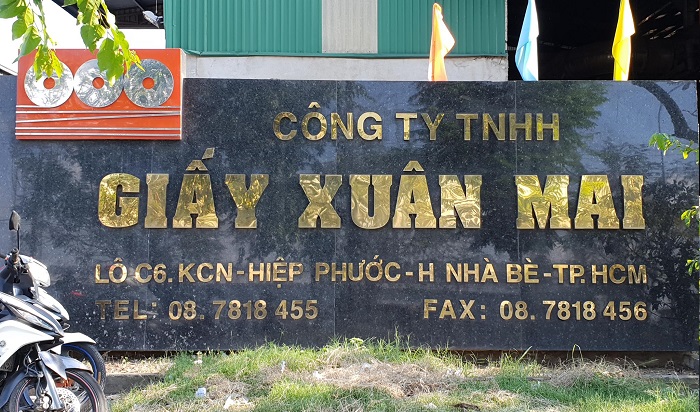 CÔNG TY TNHH
GIẤY XUÂN MAI
LÔ C6. KCN-HIỆP PHƯỚC-H NHÀ BÈ-TP. HCM
TEL: 08. 7818 455 FAX: 08. 7818 456